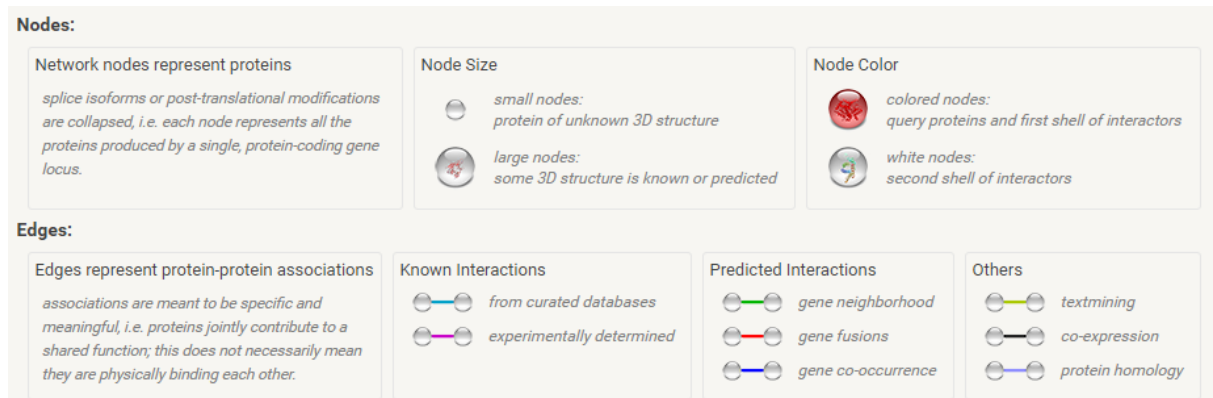 Nodes:
Network nodes represent proteins
splice isoforms or post-translational modifications
are collapsed, i.e. each node represents all the
proteins produced by a single, protein-coding gene
locus.
Node Size
small nodes:
protein of unknown 3D structure
large nodes:
some 3D structure is known or predicted
Node Color
colored nodes:
query proteins and first shell of interactors
white nodes:
second shell of interactors
Edges:
Edges represent protein-protein associations
associations are meant to be specific and
meaningful, i.e. proteins jointly contribute to a
shared function; this does not necessarily mean
they are physically binding each other.
Known Interactions
from curated databases
experimentally determined
Predicted Interactions
gene neighborhood
gene fusions
gene co-occurrence
Others
textmining
co-expression
protein homology